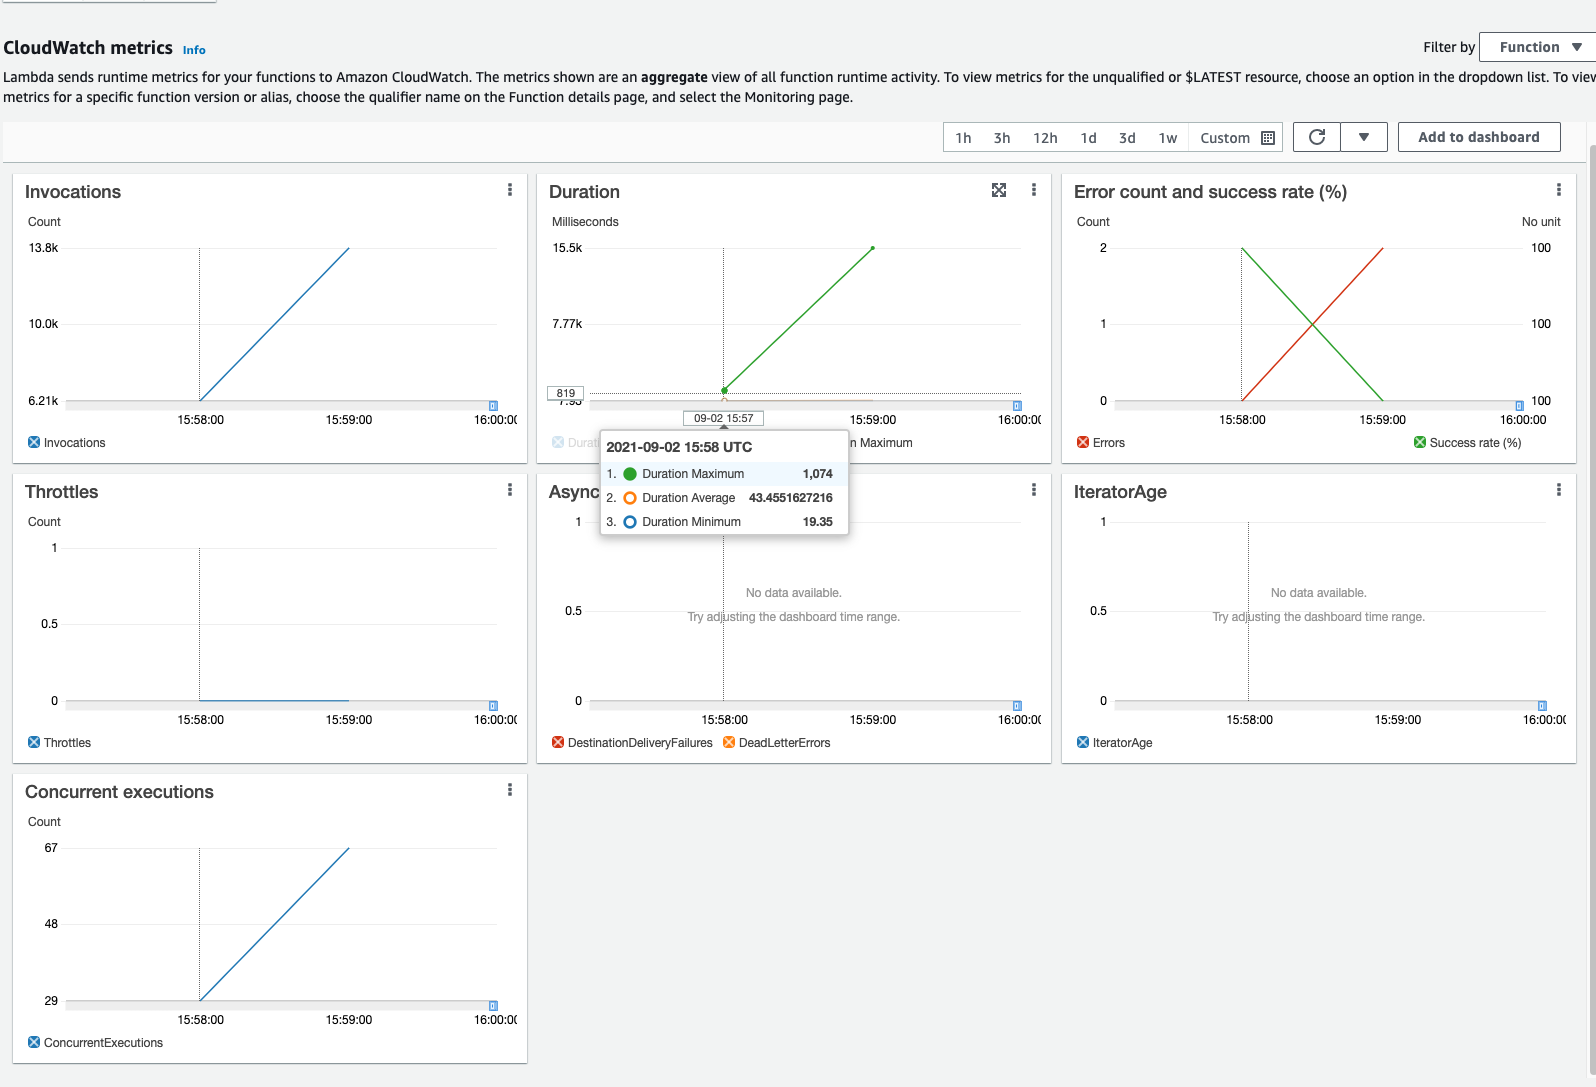 CloudWatch metrics Info
Filter by Function
Lambda sends runtime metrics for your functions to Amazon CloudWatch. The metrics shown are an aggregate view of all function runtime activity. To view metrics for the unqualified or $LATEST resource, choose an option in the dropdown list. To view
metrics for a specific function version or alias, choose the qualifier name on the Function details page, and select the Monitoring page.
1h 3h 12h 1d 3d 1w Custom Add to dashboard
Invocations
Count
13.8k
10.0k
6.21k
15:58:00 15:59:00 16:00:00
Invocations
Duration
Milliseconds
15.5k
7.77k
819
7.93
09-02 15:57
15:59:00 16:00:00
Durati
n Maximum
2021-09-02 15:58 UTC
1. Duration Maximum 1,074
2. Duration Average 43.4551627216
3. Duration Minimum 19.35
Error count and success rate (%)
Count No unit
2 100
1 100
0 100
15:58:00 15:59:00 16:00:00
Errors Success rate (%)
Throttles
Count
1
0.5
0
15:58:00 15:59:00 16:00:00
Throttles
Async
1
0.5
0
No data available.
Try adjusting the dashboard time range.
15:58:00 15:59:00 16:00:00
DestinationDeliveryFailures DeadLetterErrors
IteratorAge
1
0.5
0
No data available.
Try adjusting the dashboard time range.
15:58:00 15:59:00 16:00:00
IteratorAge
Concurrent executions
Count
67
48
29
15:58:00 15:59:00 16:00:00
ConcurrentExecutions